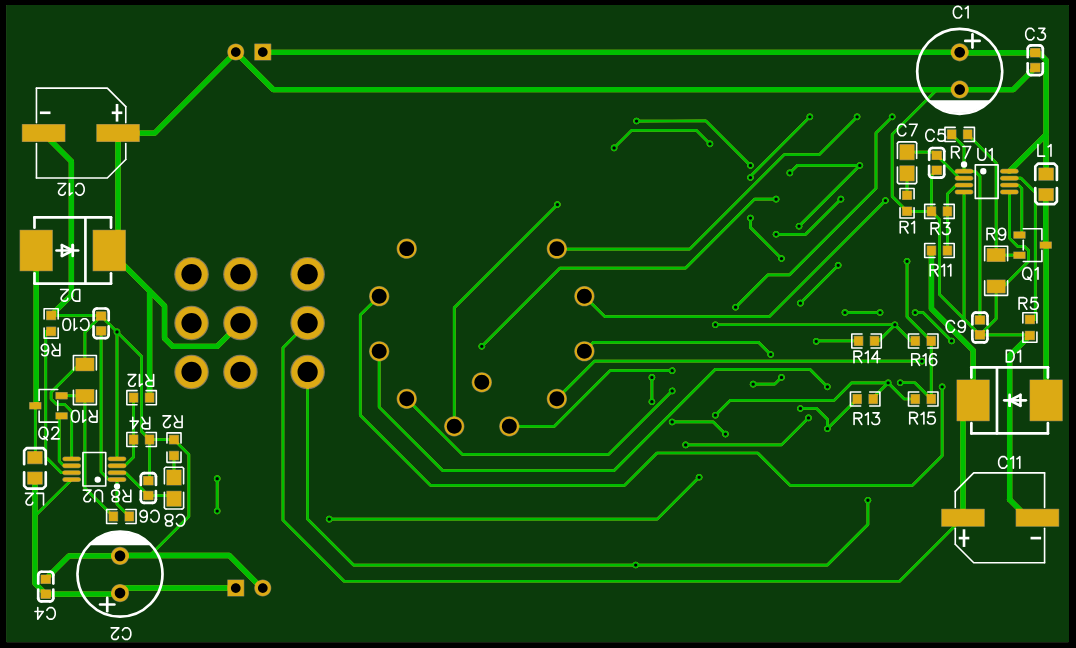 C1
C3
C7
C5
R7
U1
L1
R1
R3
R9
R11
Q1
R5
C9
D1
R14
R16
R13
R15
C11
+
-
-
+
C12
D2
C10
R6
R12
R10
R4
R2
Q2
L2
U2
R8
C6
C8
C4
+
C2
+